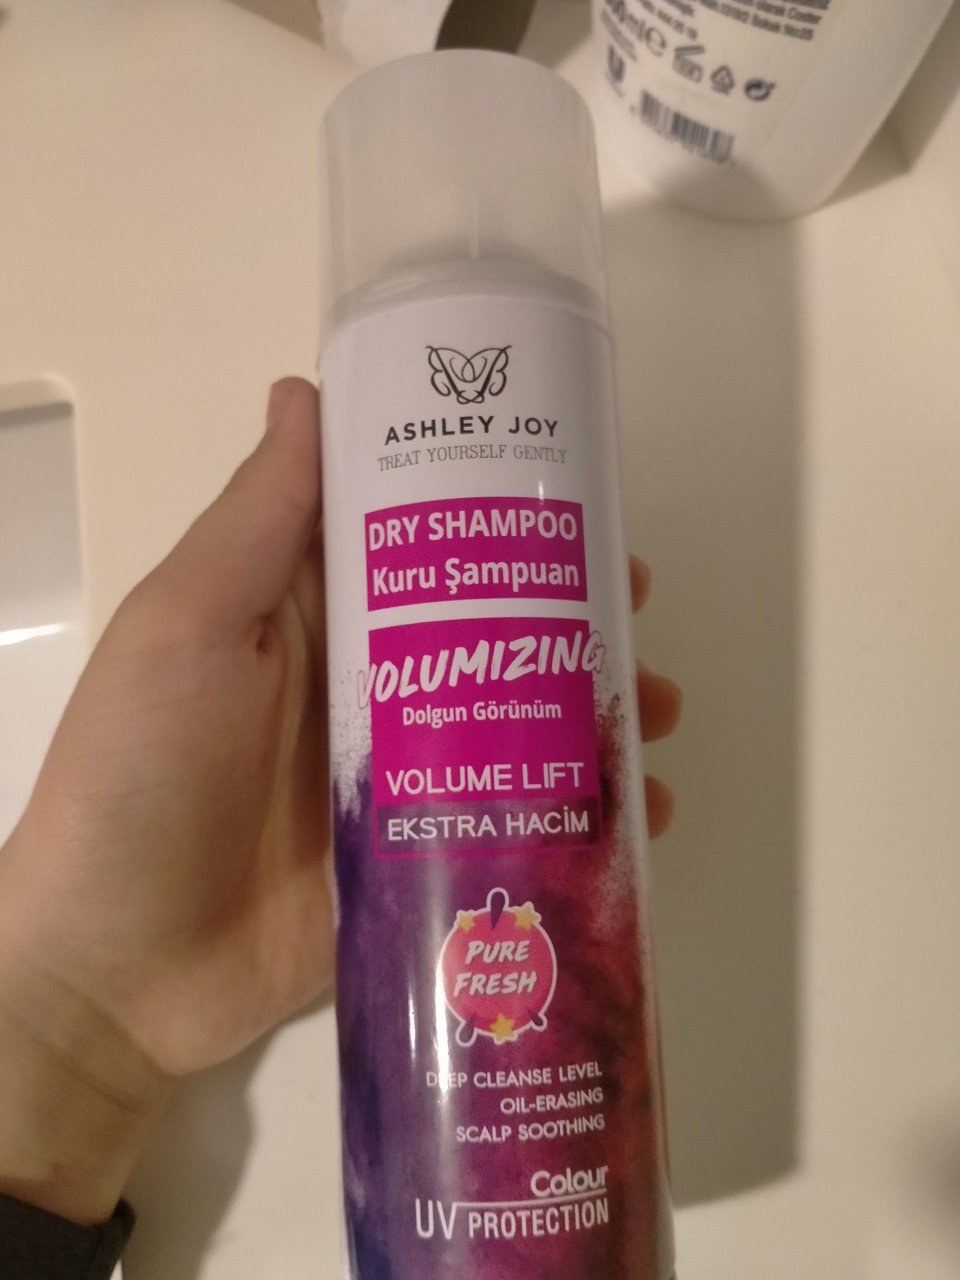 ASHLEY JOY
TREAT YOURSELF GENTLY
DRY SHAMPOO
Kuru Şampuan
VOLUMIZING
Dolgun Görünüm
VOLUME LIFT
EKSTRA HACİM
PURE
FRESH
DEEP CLEANSE LEVEL
OIL-ERASING
SCALP SOOTHING
Colour
UV PROTECTION